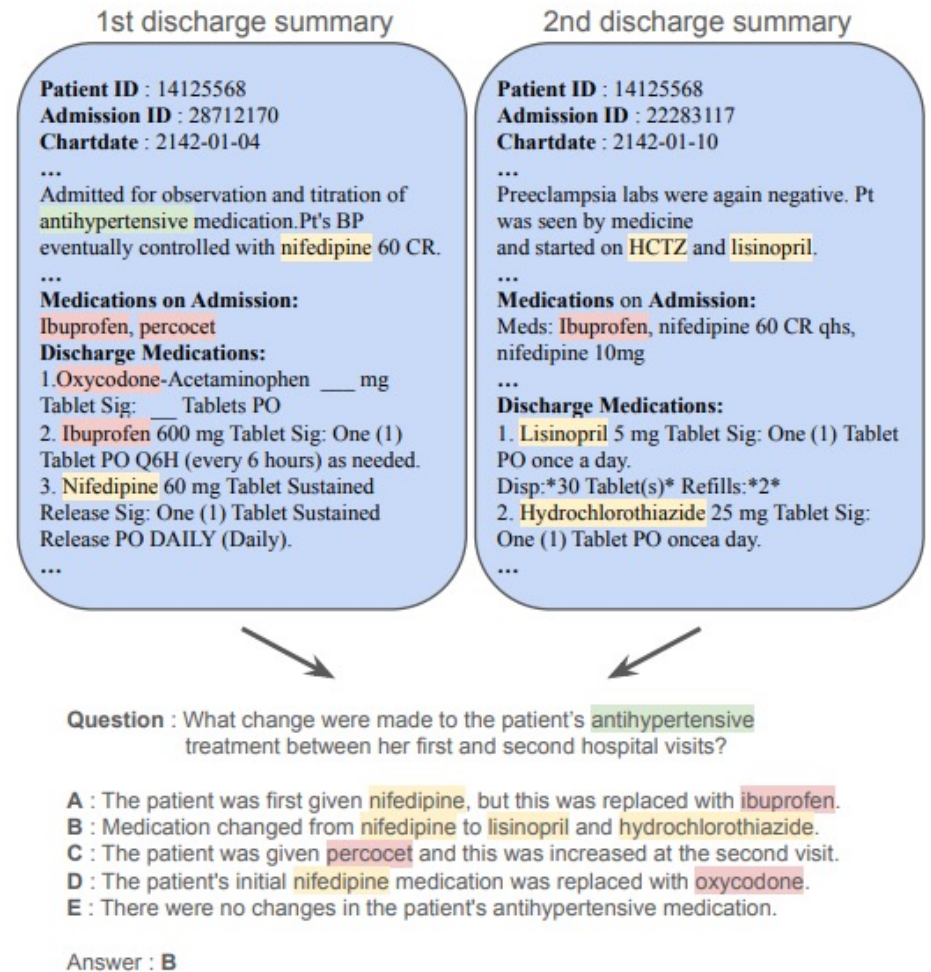 1st discharge summary
Patient ID : 14125568
Admission ID : 28712170
Chartdate : 2142-01-04
...
Admitted for observation and titration of
antihypertensive medication.Pt's BP
eventually controlled with nifedipine 60 CR.
...
Medications on Admission:
Ibuprofen, percocet
Discharge Medications:
1.Oxycodone-Acetaminophen ___ mg
Tablet Sig: __ Tablets PO
2. Ibuprofen 600 mg Tablet Sig: One (1)
Tablet PO Q6H (every 6 hours) as needed.
3. Nifedipine 60 mg Tablet Sustained
Release Sig: One (1) Tablet Sustained
Release PO DAILY (Daily).
...
2nd discharge summary
Patient ID : 14125568
Admission ID : 22283117
Chartdate : 2142-01-10
...
Preeclampsia labs were again negative. Pt
was seen by medicine
and started on HCTZ and lisinopril.
...
Medications on Admission:
Meds: Ibuprofen, nifedipine 60 CR qhs,
nifedipine 10mg
...
Discharge Medications:
1. Lisinopril 5 mg Tablet Sig: One (1) Tablet
PO once a day.
Disp:*30 Tablet(s)* Refills:*2*
2. Hydrochlorothiazide 25 mg Tablet Sig:
One (1) Tablet PO oncea day.
...
Question : What change were made to the patient's antihypertensive
treatment between her first and second hospital visits?
A : The patient was first given nifedipine, but this was replaced with ibuprofen.
B : Medication changed from nifedipine to lisinopril and hydrochlorothiazide.
C : The patient was given percocet and this was increased at the second visit.
D : The patient's initial nifedipine medication was replaced with oxycodone.
E : There were no changes in the patient's antihypertensive medication.
Answer : B